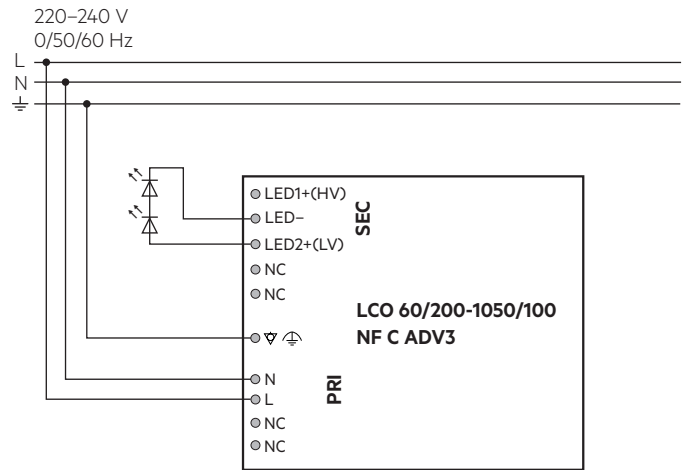 220–240 V
0/50/60 Hz
L
N
LED1+(HV)
LED–
LED2+(LV)
NC
NC
SEC
LCO 60/200-1050/100
NF C ADV3
N
L
NC
NC
PRI